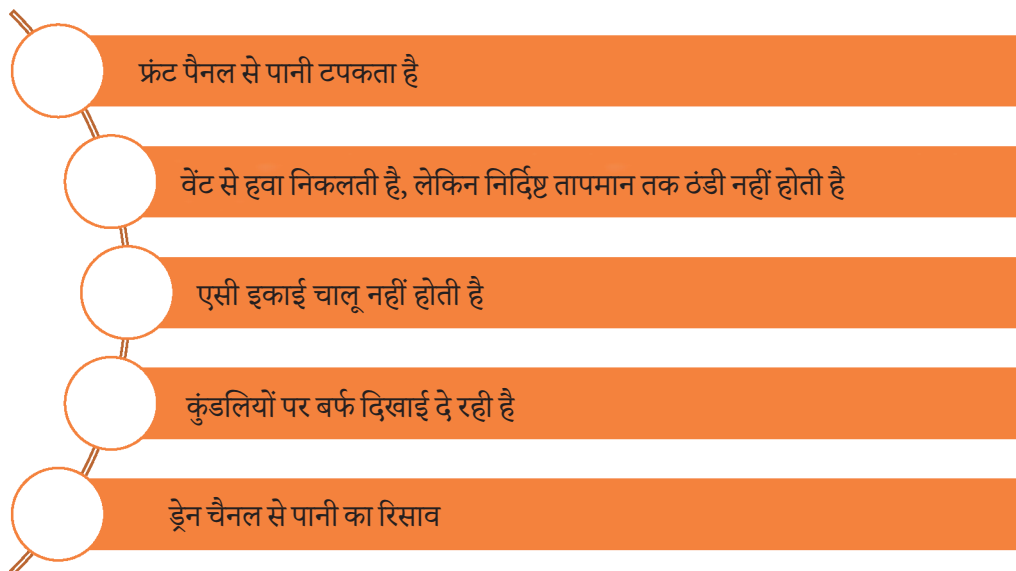 फ्रंट पैनल से पानी टपकता है
वेंट से हवा निकलती है, लेकिन निर्दिष्ट तापमान तक ठंडी नहीं होती है
एसी इकाई चालू नहीं होती है
कुंडलियों पर बर्फ दिखाई दे रही है
ड्रेन चैनल से पानी का रिसाव